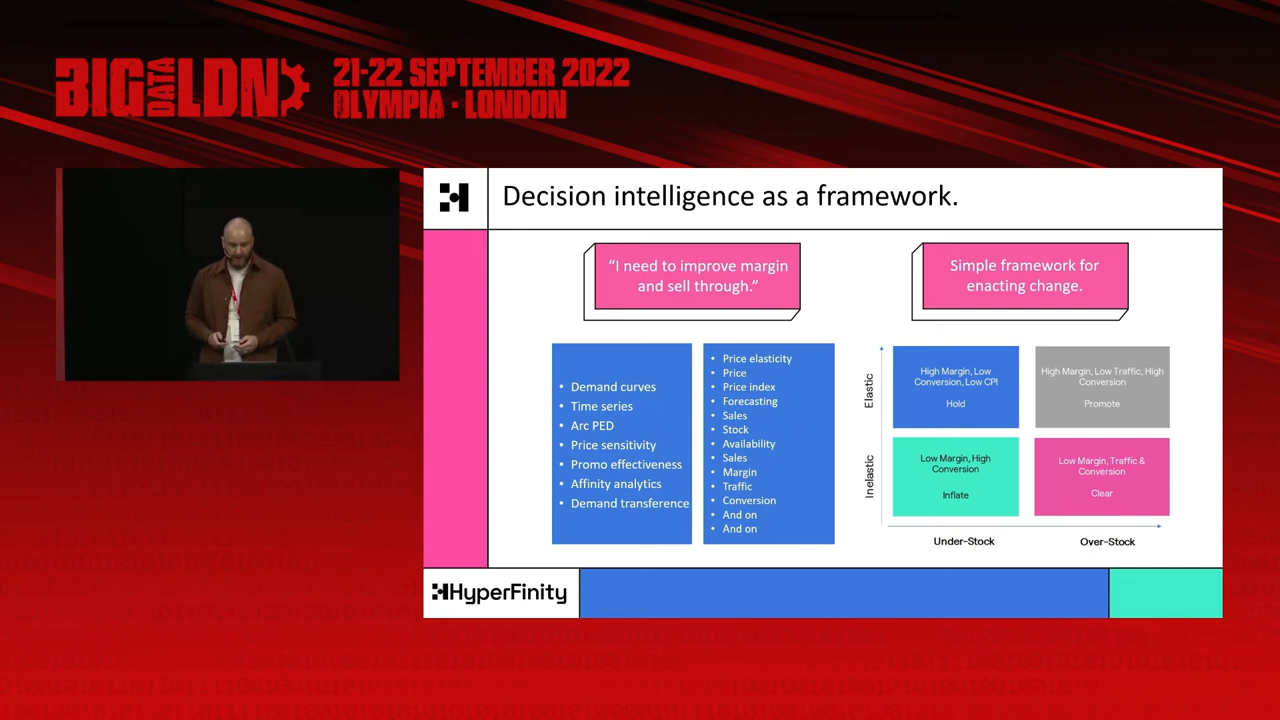 BIG DATA LDN
21-22 SEPTEMBER 2022
OLYMPIA · LONDON
Decision intelligence as a framework.
“I need to improve margin
and sell through.”
Simple framework for
enacting change.
• Demand curves
• Time series
• Arc PED
• Price sensitivity
• Promo effectiveness
• Affinity analytics
• Demand transference
• Price elasticity
• Price
• Price index
• Forecasting
• Sales
• Stock
• Availability
• Sales
• Margin
• Traffic
• Conversion
• And on
• And on
Elastic
Inelastic
High Margin, Low
Conversion, Low CPI
Hold
High Margin, Low Traffic, High
Conversion
Promote
Low Margin, High
Conversion
Inflate
Low Margin, Traffic &
Conversion
Clear
Under-Stock
Over-Stock
HyperFinity